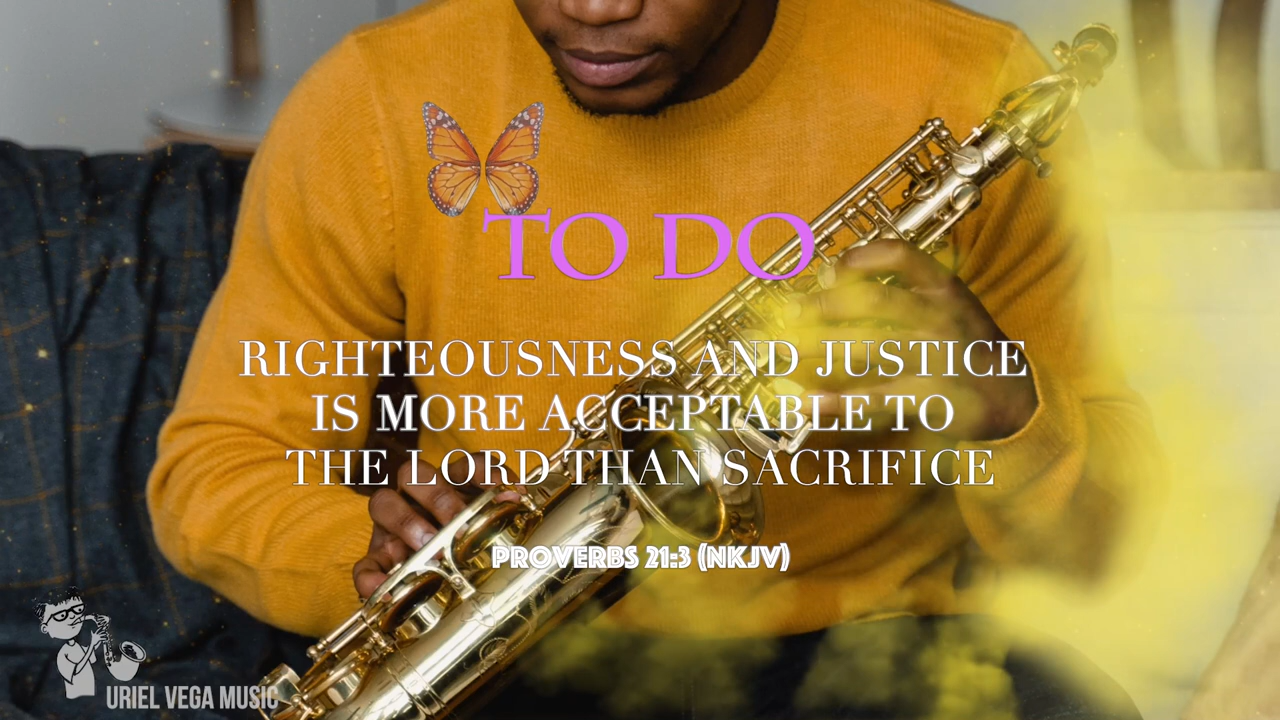 TO DO
RIGHTEOUSNESS AND JUSTICE
IS MORE ACCEPTABLE TO
THE LORD THAN SACRIFICE
PROVERBS 21:3 (NKJV)
URIEL VEGA MUSIC